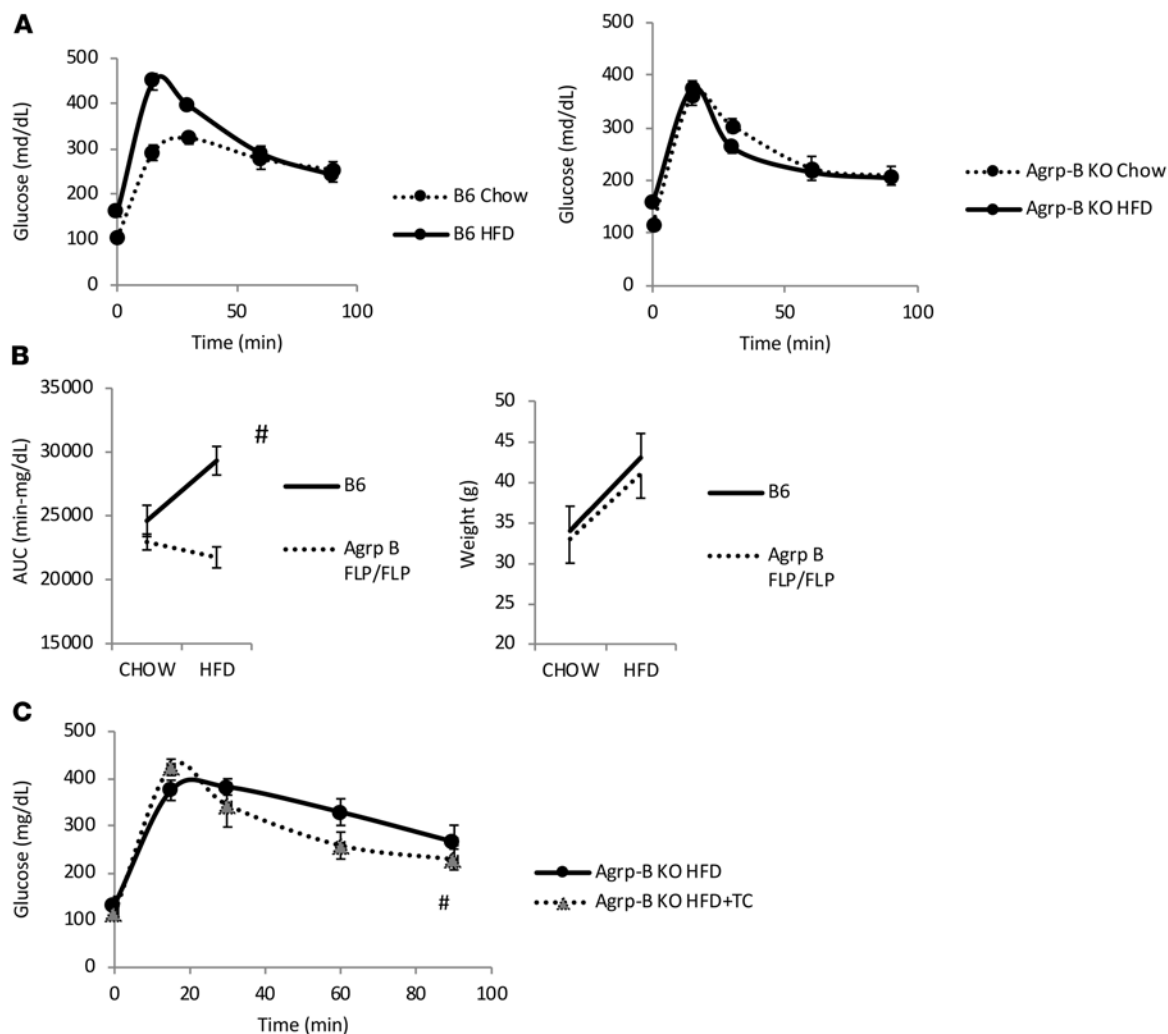 A
Glucose (md/dL)
500
400
300
200
100
0
0 50 100
Time (min)
B6 Chow
B6 HFD
Glucose (md/dL)
500
400
300
200
100
0
0 50 100
Time (min)
Agrp-B KO Chow
Agrp-B KO HFD
B
AUC (min-mg/dL)
35000
30000
25000
20000
15000
CHOW HFD
#
B6
Agrp B
FLP/FLP
Weight (g)
50
45
40
35
30
25
20
CHOW HFD
B6
Agrp B
FLP/FLP
C
Glucose (mg/dL)
500
400
300
200
100
0
0 20 40 60 80 100
Time (min)
#
Agrp-B KO HFD
Agrp-B KO HFD+TC